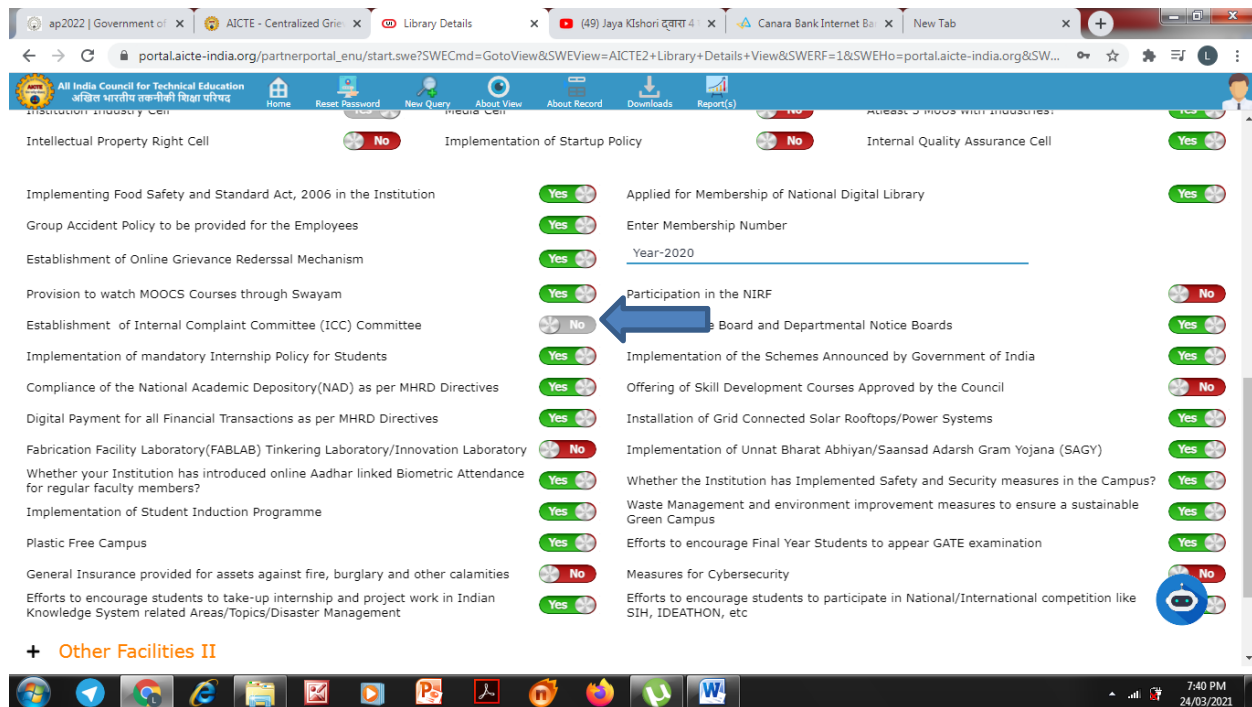 ap2022 | Government of
AICTE - Centralized Grie
Library Details
(49) Jaya KIshori द्वारा 4
Canara Bank Internet Ba
New Tab
portal.aicte-india.org/partnerportal_enu/start.swe?SWECmd=GotoView&SWEView=AICTE2+Library+Details+View&SWERF=1&SWEHo=portal.aicte-india.org&SW...
L
All India Council for Technical Education
अखिल भारतीय तकनीकी शिक्षा परिषद
Home Reset Password New Query About View About Record Downloads Report(s)
Institution Industry Cell Yes Media Cell No Atleast 5 MoUs with Industries? Yes
Intellectual Property Right Cell No Implementation of Startup Policy No Internal Quality Assurance Cell Yes
Implementing Food Safety and Standard Act, 2006 in the Institution Yes Applied for Membership of National Digital Library Yes
Group Accident Policy to be provided for the Employees Yes Enter Membership Number
Establishment of Online Grievance Rederssal Mechanism Yes Year-2020
Provision to watch MOOCS Courses through Swayam Yes Participation in the NIRF No
Establishment of Internal Complaint Committee (ICC) Committee No e Board and Departmental Notice Boards Yes
Implementation of mandatory Internship Policy for Students Yes Implementation of the Schemes Announced by Government of India Yes
Compliance of the National Academic Depository(NAD) as per MHRD Directives Yes Offering of Skill Development Courses Approved by the Council No
Digital Payment for all Financial Transactions as per MHRD Directives Yes Installation of Grid Connected Solar Rooftops/Power Systems Yes
Fabrication Facility Laboratory(FABLAB) Tinkering Laboratory/Innovation Laboratory No Implementation of Unnat Bharat Abhiyan/Saansad Adarsh Gram Yojana (SAGY) Yes
Whether your Institution has introduced online Aadhar linked Biometric Attendance
for regular faculty members? Yes Whether the Institution has Implemented Safety and Security measures in the Campus? Yes
Implementation of Student Induction Programme Yes Waste Management and environment improvement measures to ensure a sustainable
Green Campus Yes
Plastic Free Campus Yes Efforts to encourage Final Year Students to appear GATE examination Yes
General Insurance provided for assets against fire, burglary and other calamities No Measures for Cybersecurity No
Efforts to encourage students to take-up internship and project work in Indian
Knowledge System related Areas/Topics/Disaster Management Yes
Efforts to encourage students to participate in National/International competition like
SIH, IDEATHON, etc
+ Other Facilities II
7:40 PM
24/03/2021